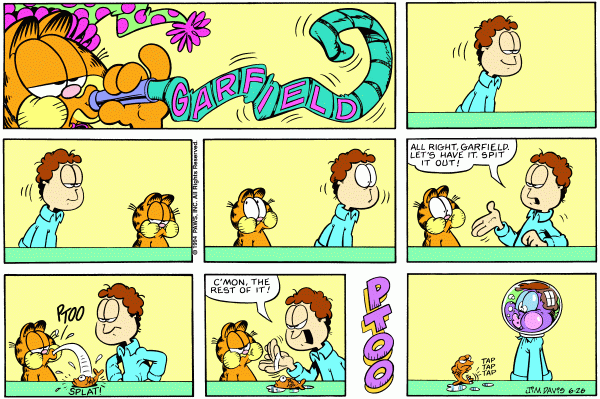 GARFIELD
© 1994 PAWS, INC. All Rights Reserved.
ALL RIGHT, GARFIELD.
LET'S HAVE IT. SPIT
IT OUT!
PTOO
SPLAT!
C'MON, THE
REST OF IT!
PTOO
TAP
TAP
TAP
JIM DAVIS 6-26